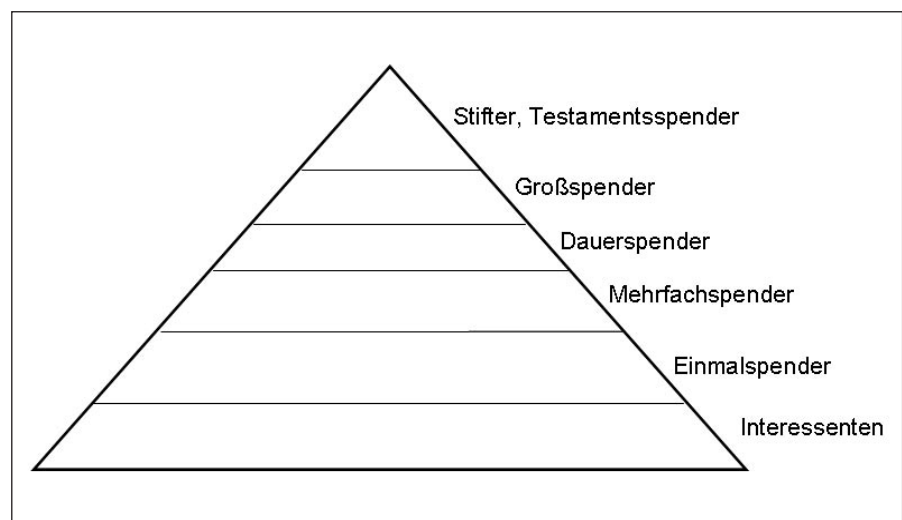 Stifter, Testamentsspender
Großspender
Dauerspender
Mehrfachspender
Einmalspender
Interessenten